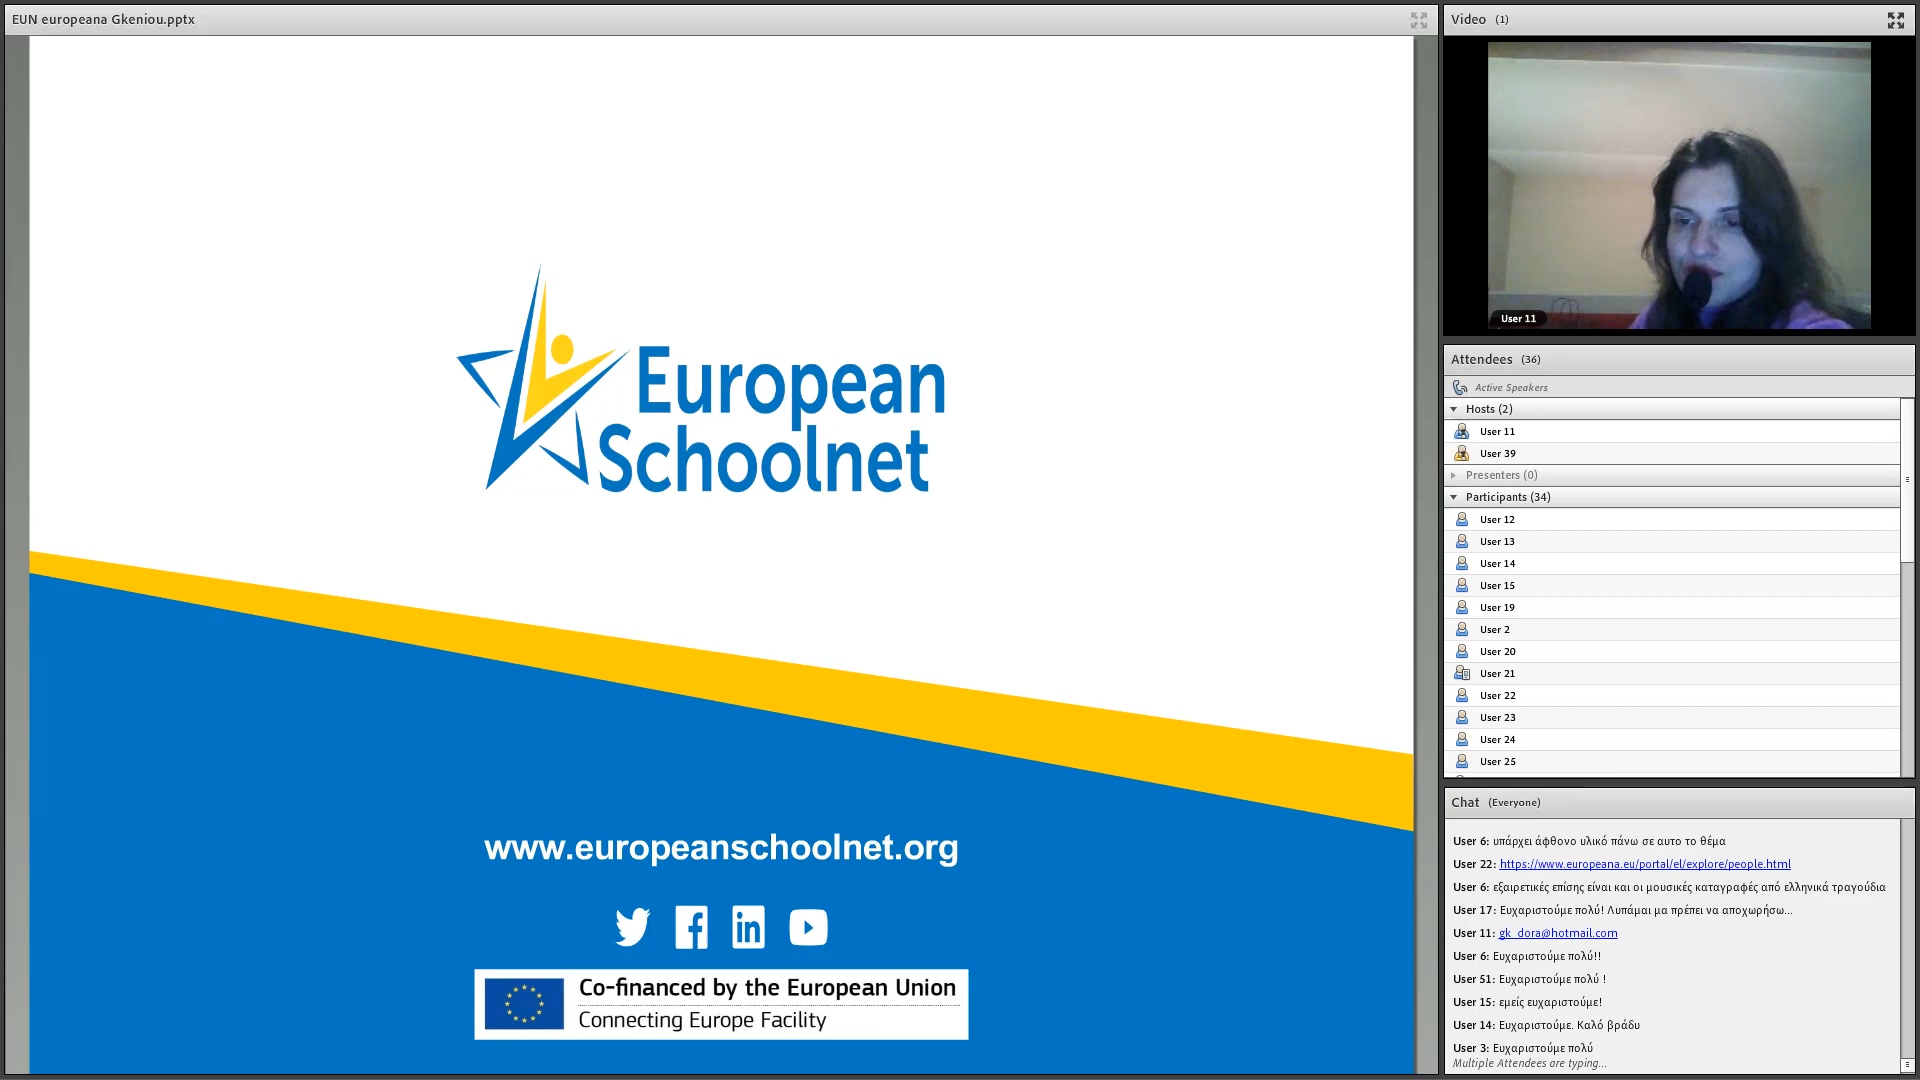 EUN europeana Gkeniou.pptx
European
Schoolnet
www.europeanschoolnet.org
Co-financed by the European Union
Connecting Europe Facility
Video (1)
User 11
Attendees (36)
Active Speakers
Hosts (2)
User 11
User 39
Presenters (0)
Participants (34)
User 12
User 13
User 14
User 15
User 19
User 2
User 20
User 21
User 22
User 23
User 24
User 25
Chat (Everyone)
User 6: υπάρχει άφθονο υλικό πάνω σε αυτο το θέμα
User 22: https://www.europeana.eu/portal/el/explore/people.html
User 6: εξαιρετικές επίσης είναι και οι μουσικές καταγραφές από ελληνικά τραγούδια
User 17: Ευχαριστούμε πολύ! Λυπάμαι μα πρέπει να αποχωρήσω...
User 11: gk_dora@hotmail.com
User 6: Ευχαριστούμε πολύ!!
User 51: Ευχαριστούμε πολύ !
User 15: εμείς ευχαριστούμε!
User 14: Ευχαριστούμε. Καλό βράδυ
User 3: Ευχαριστούμε πολύ
Multiple Attendees are typing...